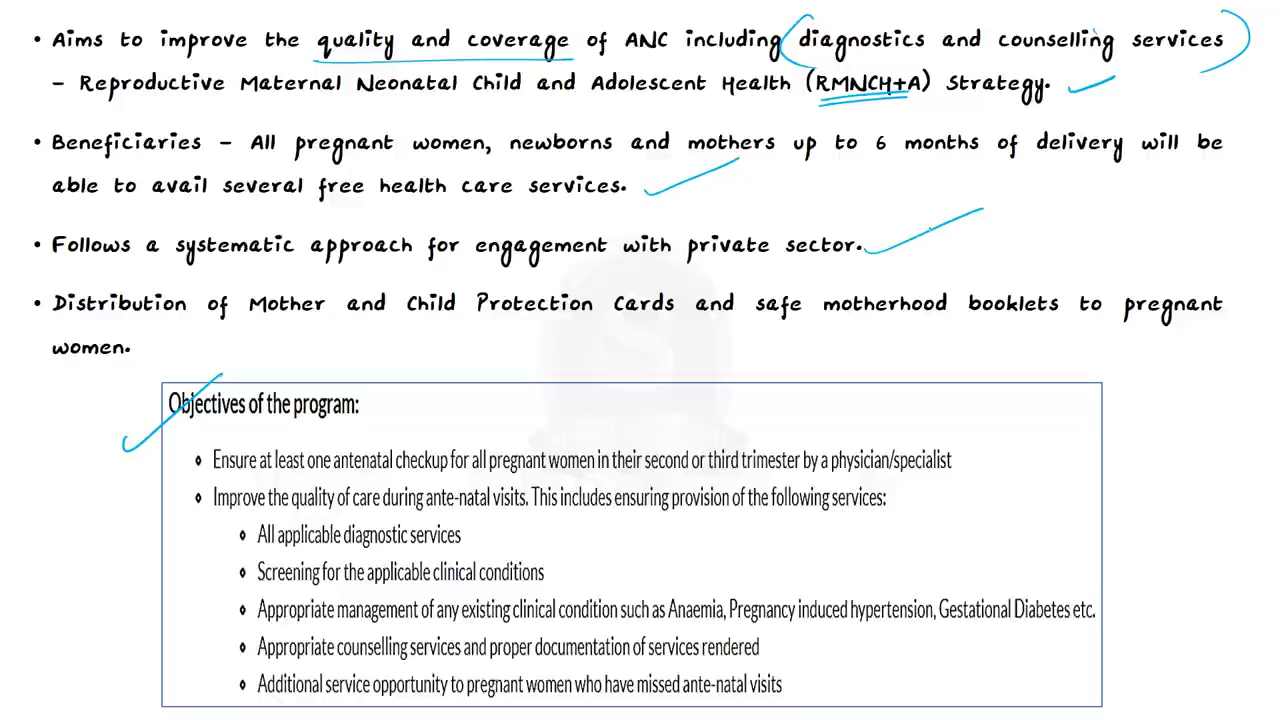 • Aims to improve the quality and coverage of ANC including diagnostics and counselling services
- Reproductive Maternal Neonatal Child and Adolescent Health (RMNCH+A) Strategy.
• Beneficiaries - All pregnant women, newborns and mothers up to 6 months of delivery will be
able to avail several free health care services.
• Follows a systematic approach for engagement with private sector.
• Distribution of Mother and Child Protection Cards and safe motherhood booklets to pregnant
women.
Objectives of the program:
Ensure at least one antenatal checkup for all pregnant women in their second or third trimester by a physician/specialist
Improve the quality of care during ante-natal visits. This includes ensuring provision of the following services:
All applicable diagnostic services
Screening for the applicable clinical conditions
Appropriate management of any existing clinical condition such as Anaemia, Pregnancy induced hypertension, Gestational Diabetes etc.
Appropriate counselling services and proper documentation of services rendered
Additional service opportunity to pregnant women who have missed ante-natal visits